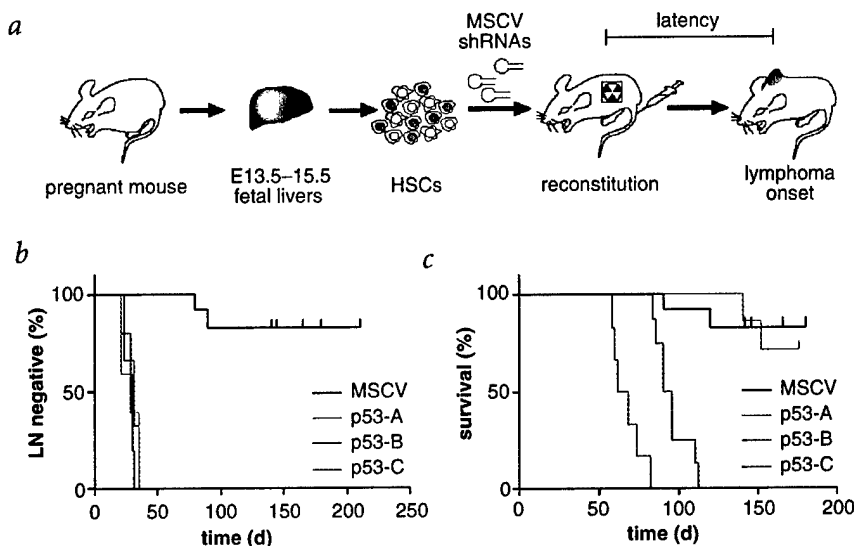 a
MSCV
shRNAs
latency
pregnant mouse
E13.5–15.5
fetal livers
HSCs
reconstitution
lymphoma
onset
b
LN negative (%)
100
50
0
0 50 100 150 200 250
time (d)
MSCV
p53-A
p53-B
p53-C
c
survival (%)
100
50
0
0 50 100 150 200
time (d)
MSCV
p53-A
p53-B
p53-C